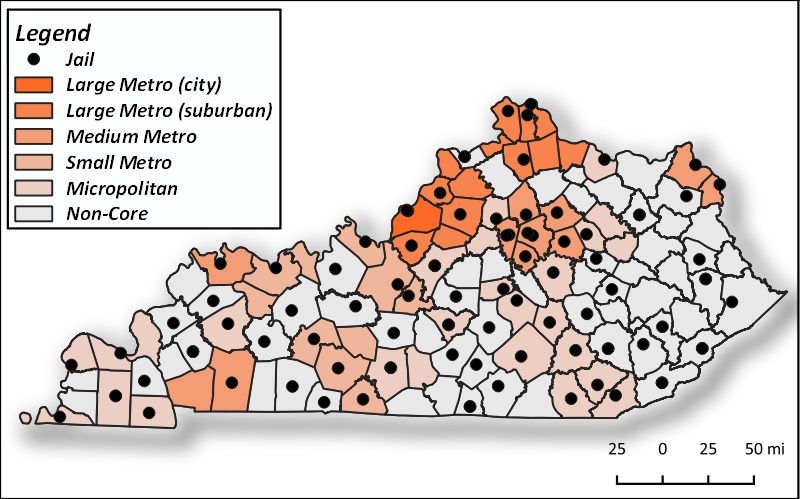 Legend
Jail
Large Metro (city)
Large Metro (suburban)
Medium Metro
Small Metro
Micropolitan
Non-Core
25 0 25 50 mi